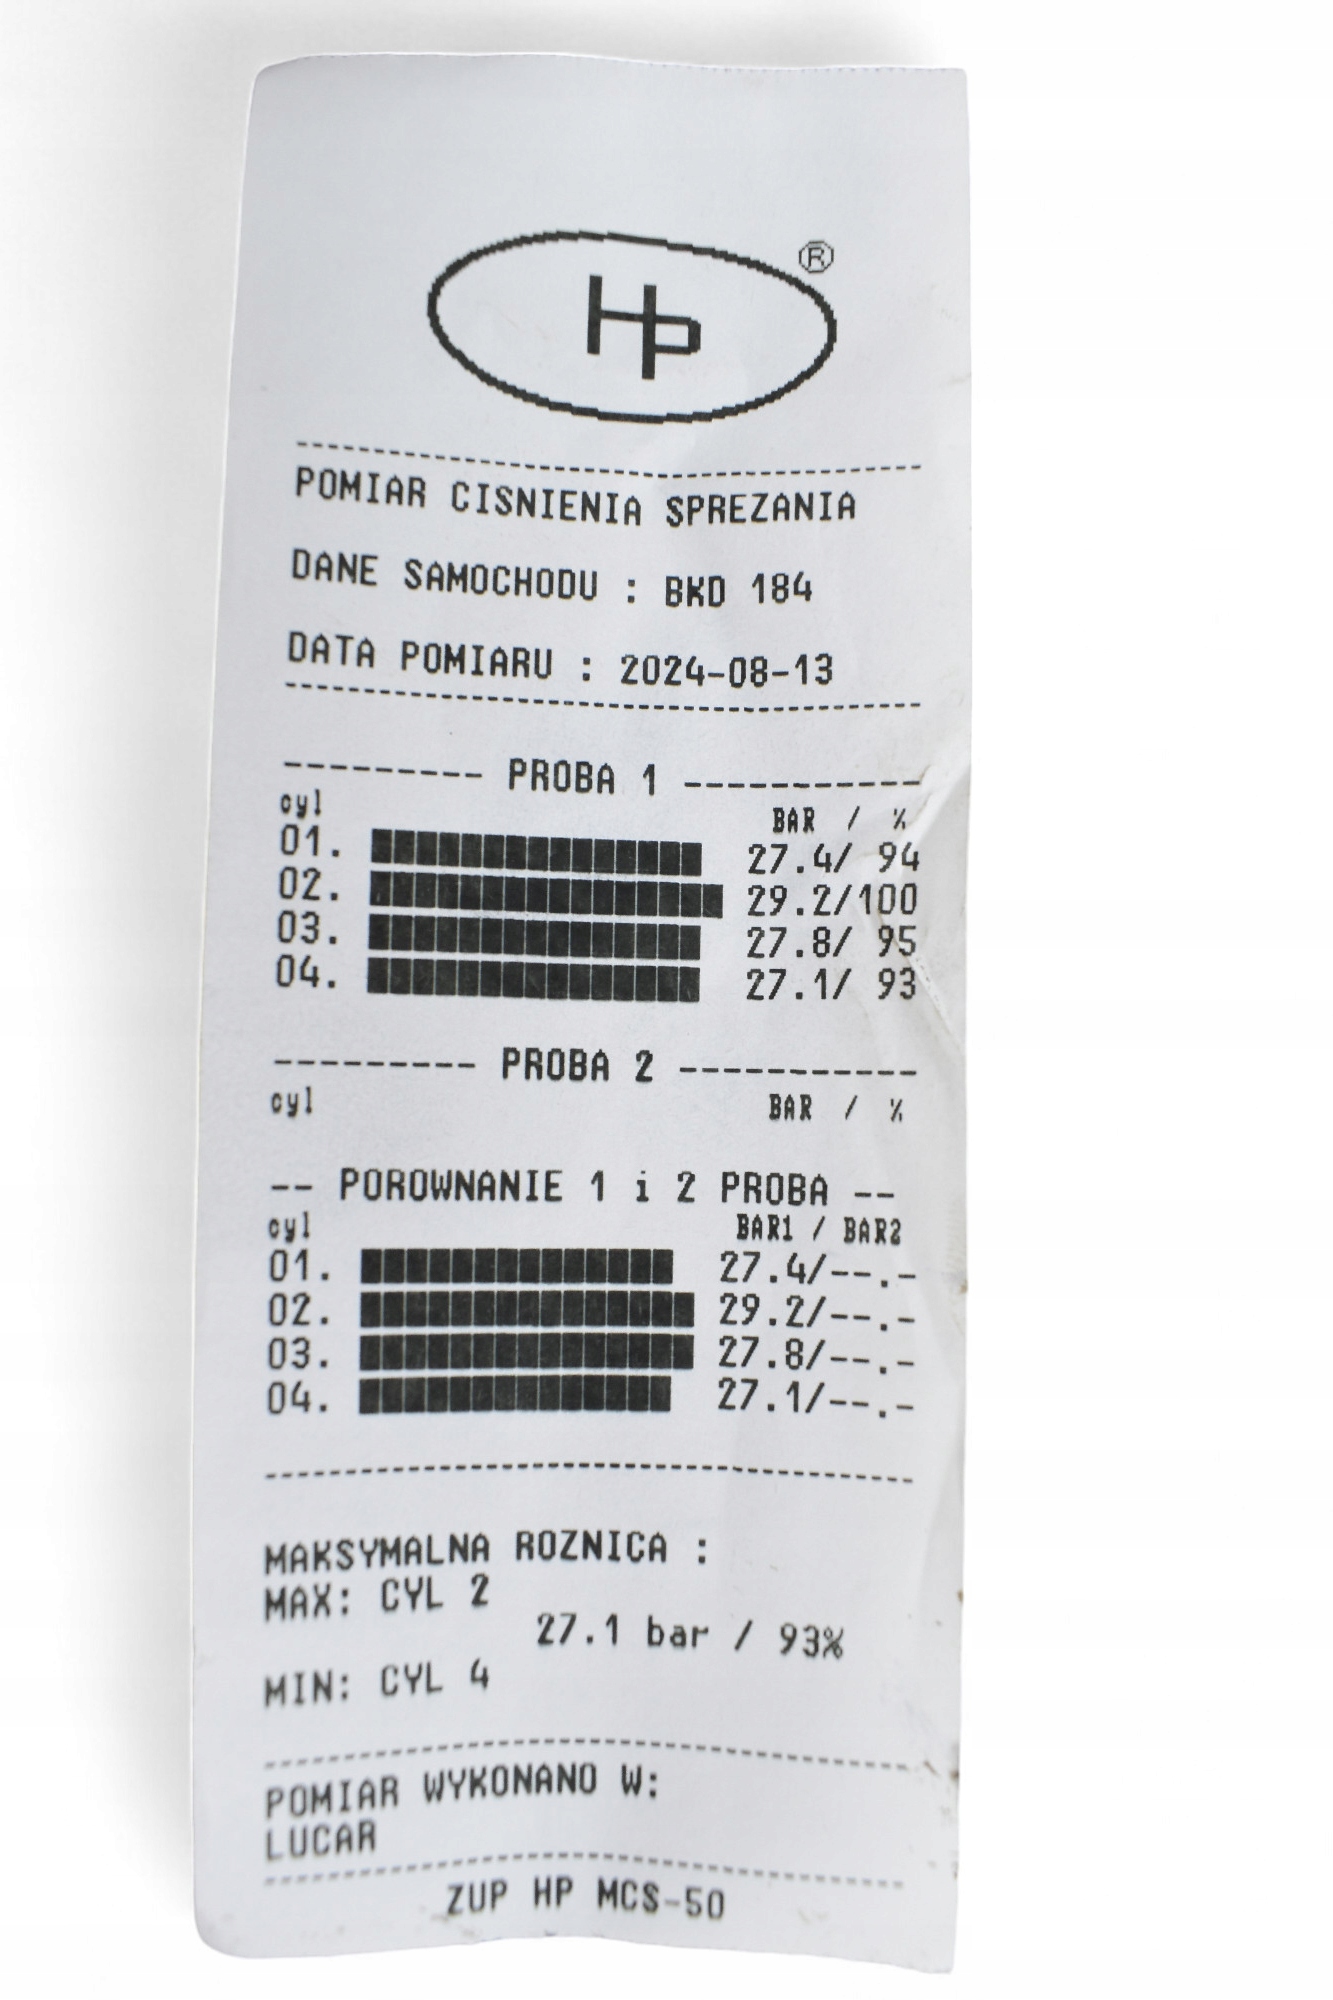 HP ®
POMIAR CISNIENIA SPREZANIA
DANE SAMOCHODU : BKD 184
DATA POMIARU : 2024-08-13
--------- PROBA 1 -----------
cyl BAR / %
01. 27.4/ 94
02. 29.2/100
03. 27.8/ 95
04. 27.1/ 93
--------- PROBA 2 -----------
cyl BAR / %
-- POROWNANIE 1 i 2 PROBA --
cyl BAR1 / BAR2
01. 27.4/--.-
02. 29.2/--.-
03. 27.8/--.-
04. 27.1/--.-
MAKSYMALNA ROZNICA :
MAX: CYL 2
27.1 bar / 93%
MIN: CYL 4
POMIAR WYKONANO W:
LUCAR
ZUP HP MCS-50